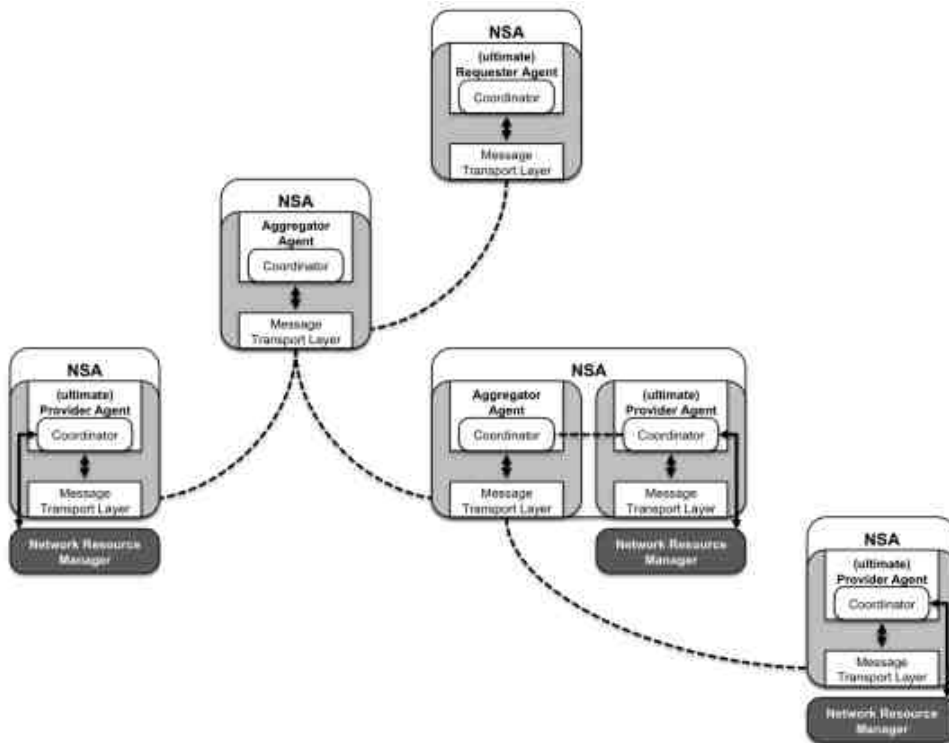 NSA
(ultimate)
Requester Agent
Coordinator
Message
Transport Layer
NSA
Aggregator
Agent
Coordinator
Message
Transport Layer
NSA
(ultimate)
Provider Agent
Coordinator
Message
Transport Layer
Network Resource
Manager
NSA
Aggregator
Agent
Coordinator
Message
Transport Layer
(ultimate)
Provider Agent
Coordinator
Message
Transport Layer
Network Resource
Manager
NSA
(ultimate)
Provider Agent
Coordinator
Message
Transport Layer
Network Resource
Manager